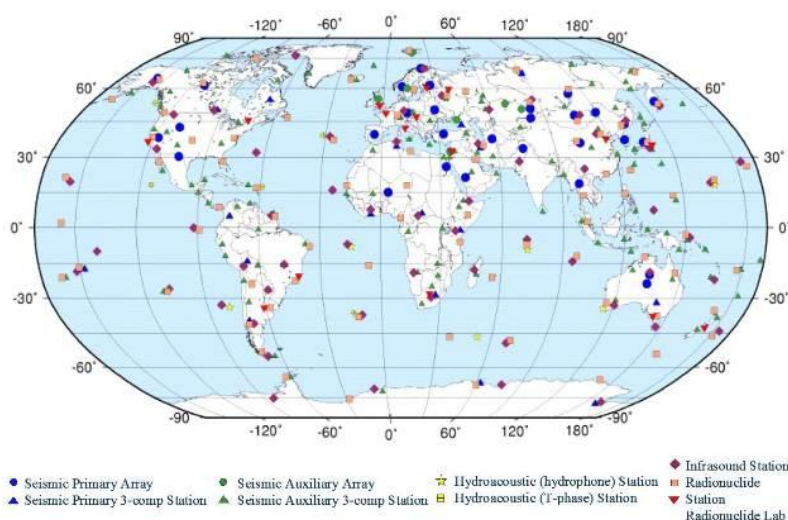 -120˚ -60˚ 0˚ 60˚ 120˚ 180˚
90˚ 90˚
60˚ 60˚
30˚ 30˚
0˚ 0˚
-30˚ -30˚
-60˚ -60˚
-90˚ -90˚
-120˚ -60˚ 0˚ 60˚ 120˚ 180˚
Infrasound Station
Seismic Primary Array Seismic Auxiliary Array Hydroacoustic (hydrophone) Station Radionuclide
Seismic Primary 3-comp Station Seismic Auxiliary 3-comp Station Hydroacoustic (T-phase) Station Station
Radionuclide Lab